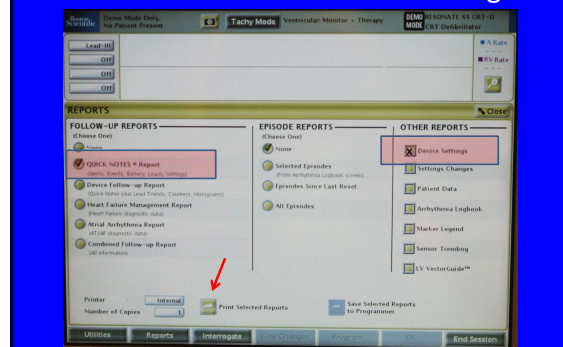 Boston Scientific
Demo Mode Only,
No Patient Present
Tachy Mode
Ventricular: Monitor + Therapy
DEMO MODE
RESONATE X4 CRT-D
CRT Defibrillator
Lead: III
Off
Off
Off
A Rate
---
RV Rate
---
REPORTS
Close
FOLLOW-UP REPORTS
(Choose One)
None
QUICK NOTES ® Report
(Alerts, Events, Battery, Leads, Settings)
Device Follow-up Report
(Quick Notes plus Lead Trends, Counters, Histograms)
Heart Failure Management Report
(Heart failure diagnostic data)
Atrial Arrhythmia Report
(AT/AF diagnostic data)
Combined Follow-up Report
(All information)
EPISODE REPORTS
(Choose One)
None
Selected Episodes
(From Arrhythmia Logbook screen)
Episodes Since Last Reset
All Episodes
OTHER REPORTS
Device Settings
Settings Changes
Patient Data
Arrhythmia Logbook
Marker Legend
Sensor Trending
LV VectorGuide™
Printer
Internal
Number of Copies
1
Print Selected Reports
Save Selected Reports
to Programmer
Utilities
Reports
Interrogate
View Changes
Program
End Session